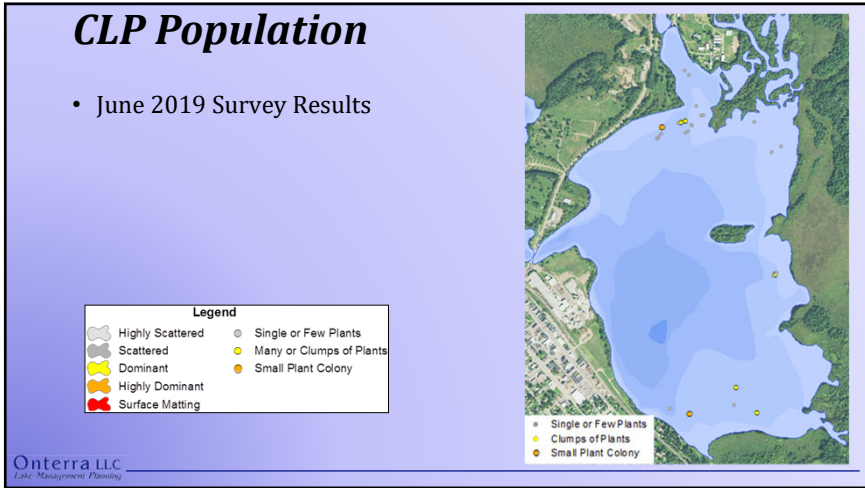 CLP Population
• June 2019 Survey Results
Legend
Highly Scattered
Scattered
Dominant
Highly Dominant
Surface Matting
Single or Few Plants
Many or Clumps of Plants
Small Plant Colony
Single or Few Plants
Clumps of Plants
Small Plant Colony
Onterra LLC
Lake Management Planning